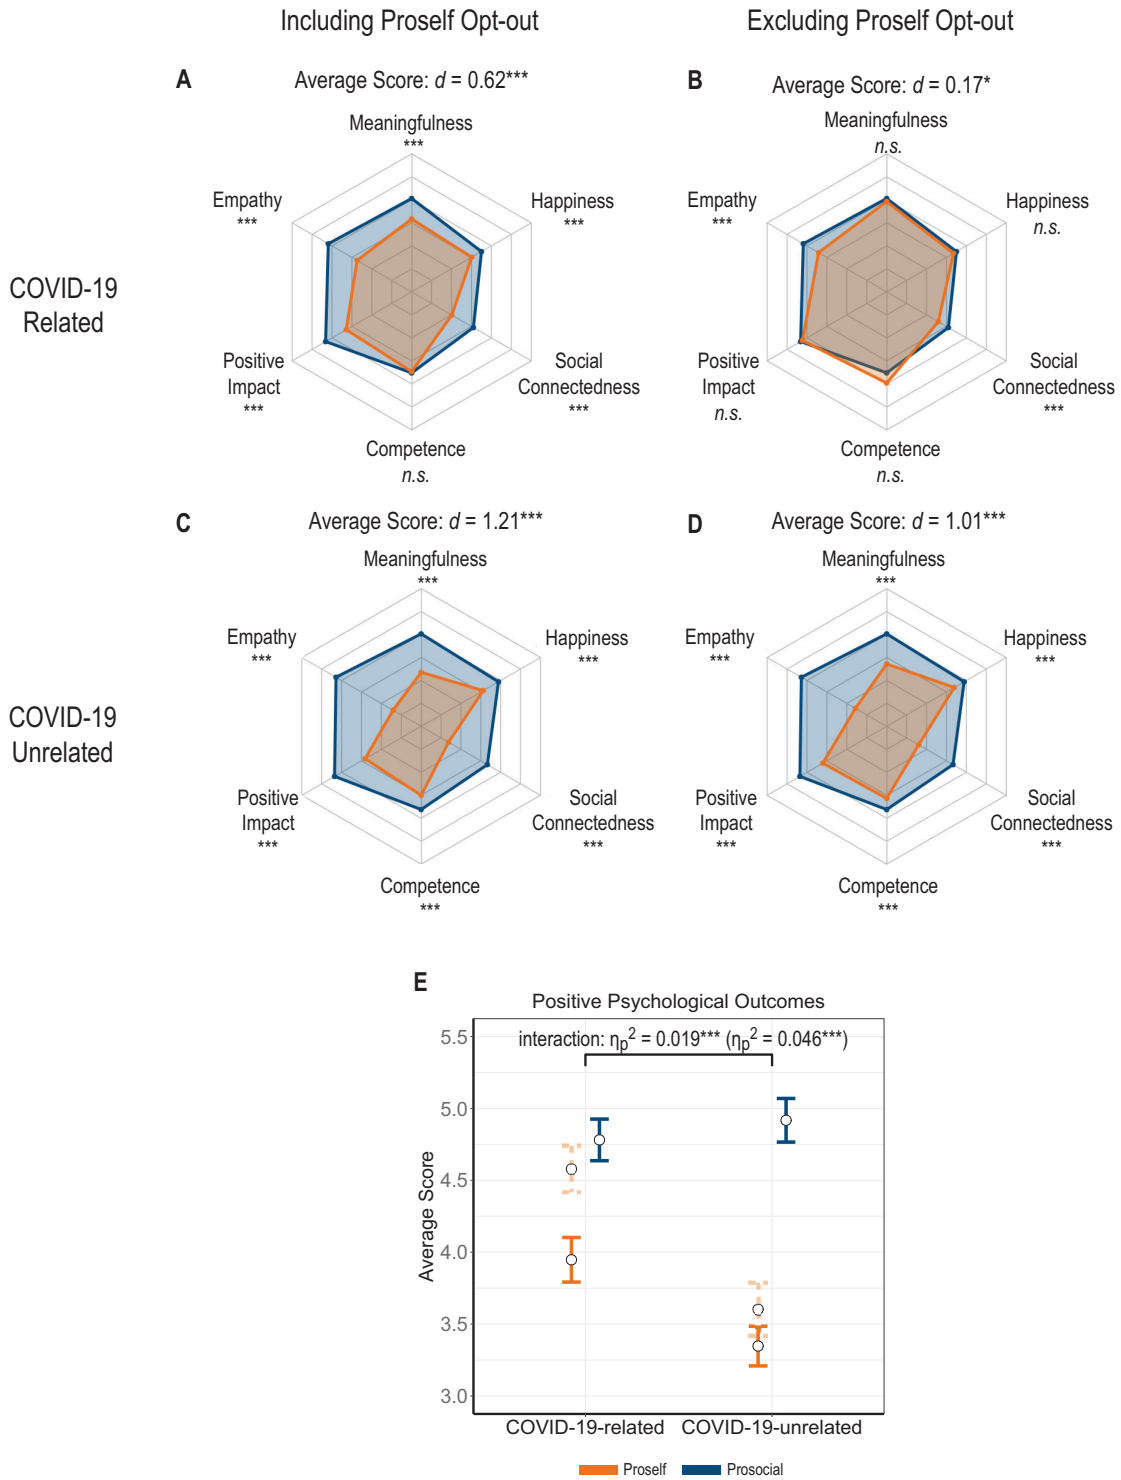 Including Proself Opt-out
Excluding Proself Opt-out
COVID-19
Related
A
Average Score: d = 0.62***
Meaningfulness
***
Empathy
***
Happiness
***
Positive
Impact
***
Social
Connectedness
***
Competence
n.s.
B
Average Score: d = 0.17*
Meaningfulness
n.s.
Empathy
***
Happiness
n.s.
Positive
Impact
n.s.
Social
Connectedness
***
Competence
n.s.
COVID-19
Unrelated
C
Average Score: d = 1.21***
Meaningfulness
***
Empathy
***
Happiness
***
Positive
Impact
***
Social
Connectedness
***
Competence
***
D
Average Score: d = 1.01***
Meaningfulness
***
Empathy
***
Happiness
***
Positive
Impact
***
Social
Connectedness
***
Competence
***
E
Positive Psychological Outcomes
interaction: ηp² = 0.019*** (ηp² = 0.046***)
Average Score
5.5
5.0
4.5
4.0
3.5
3.0
COVID-19-related
COVID-19-unrelated
Proself
Prosocial